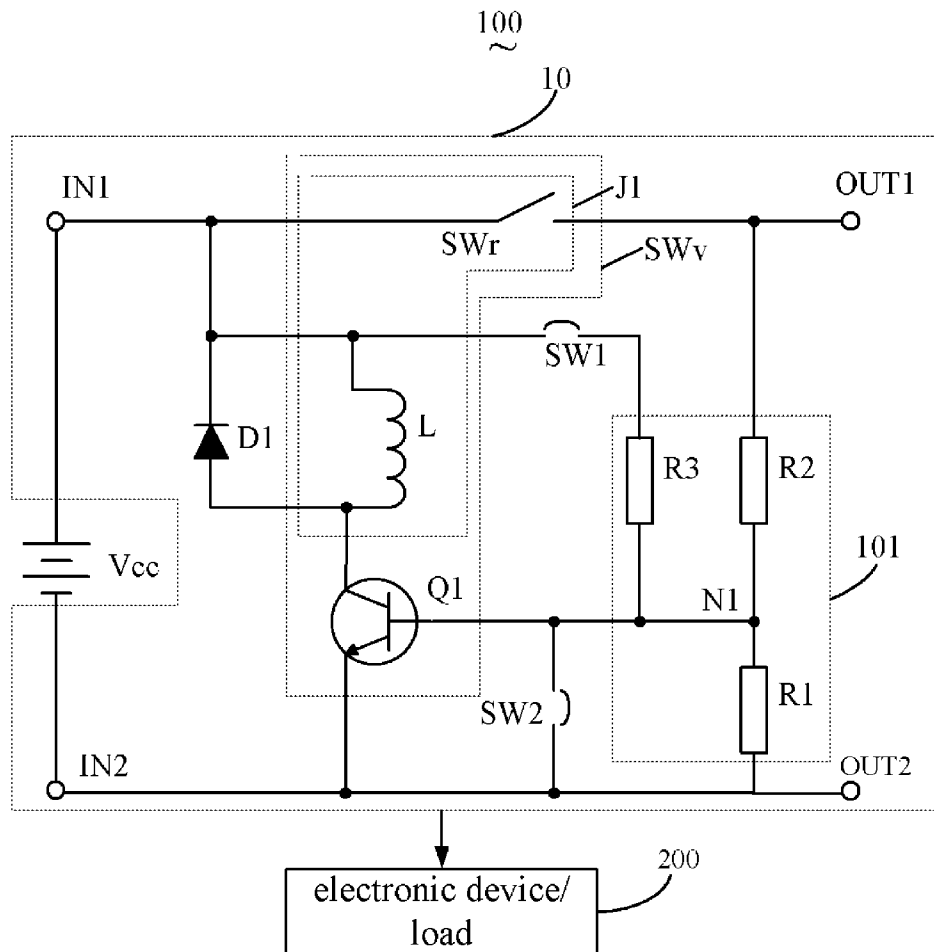 100
10
IN1
J1
OUT1
SWr
SWv
SW1
D1
L
R3
R2
Vcc
101
Q1
N1
SW2
R1
IN2
OUT2
200
electronic device/
load